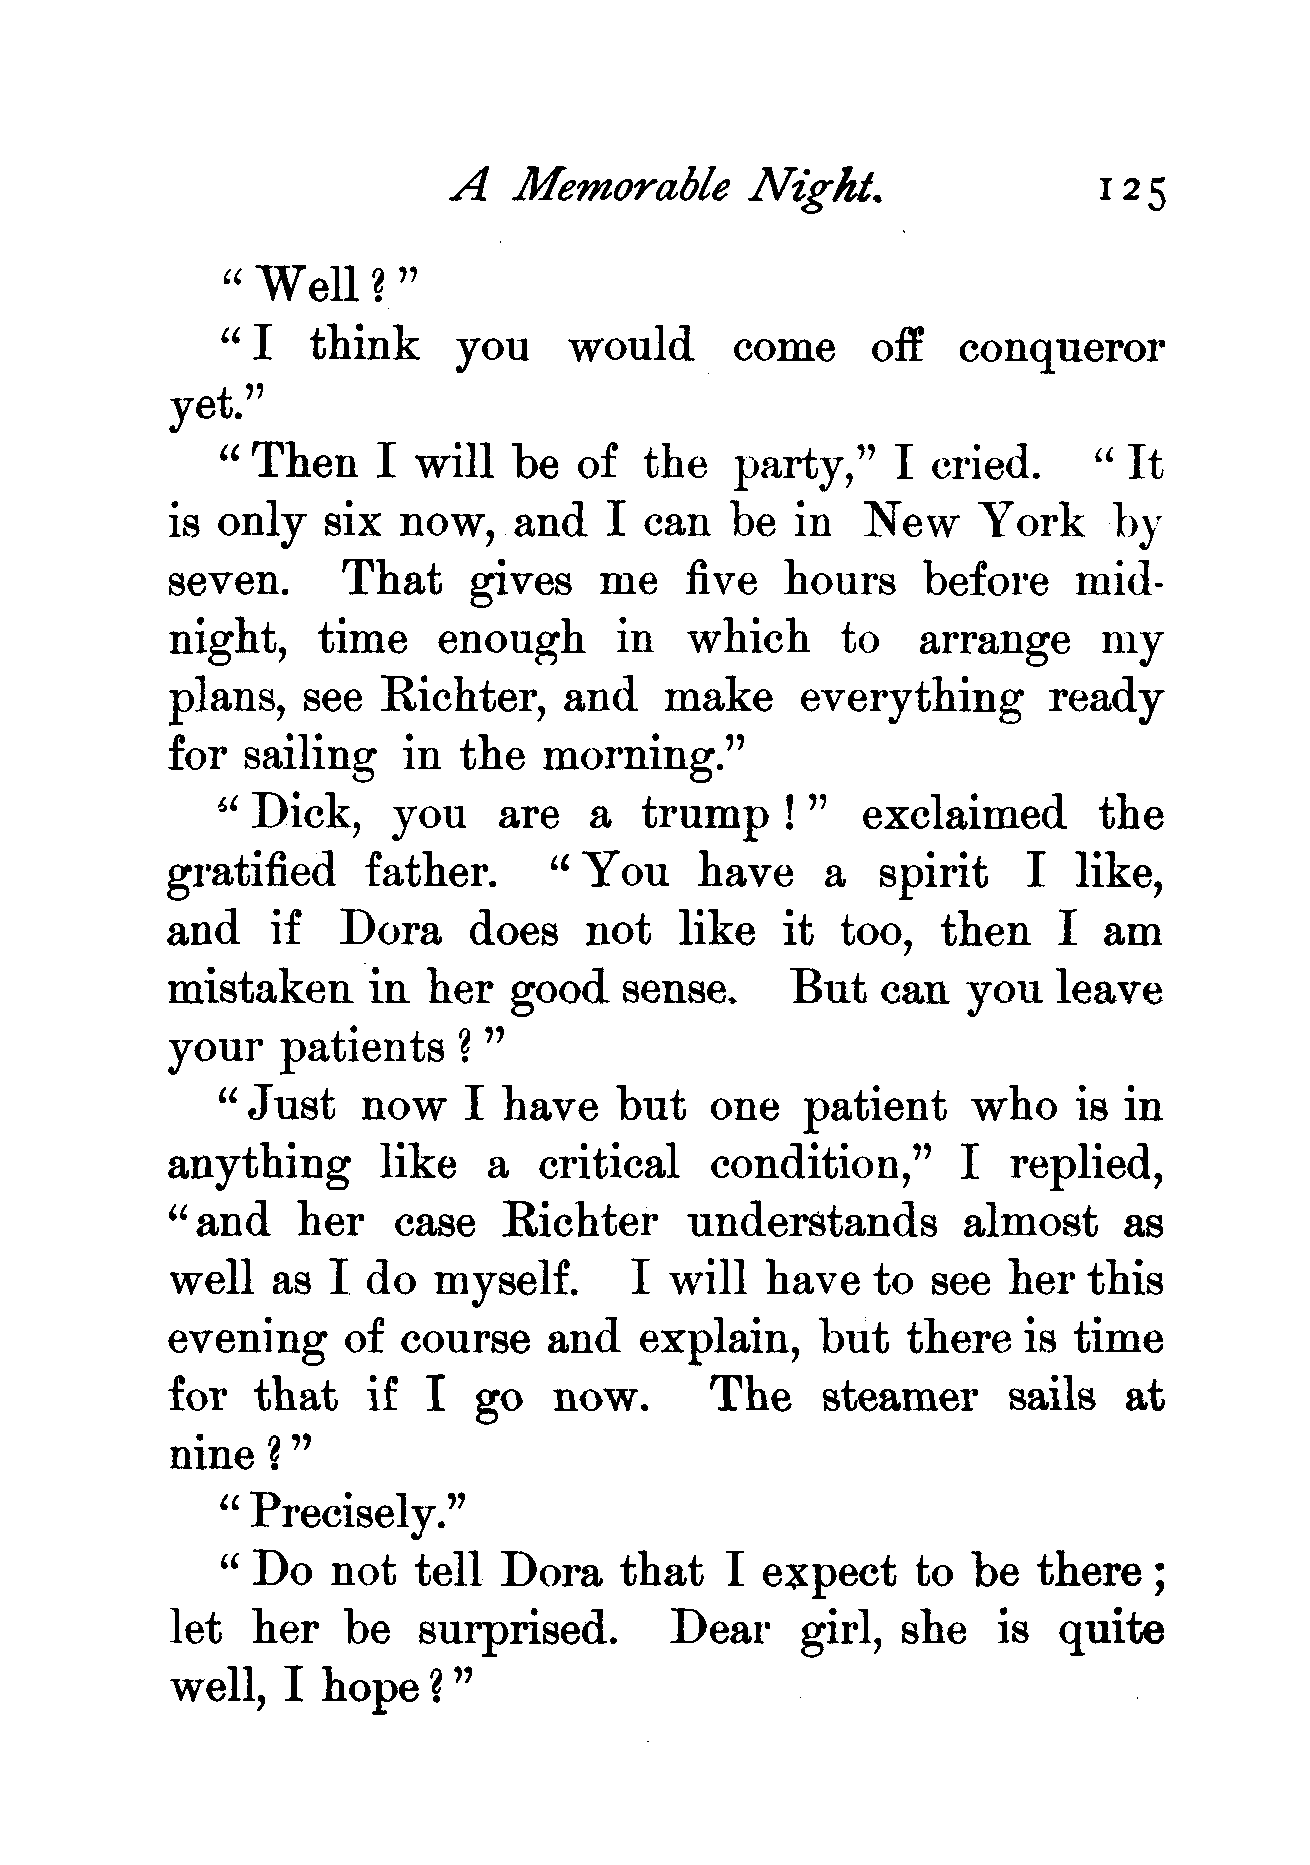 A Memorable Night. 125
“ Well ? ”
“ I think you would come off conqueror
yet.”
“ Then I will be of the party,” I cried. “ It
is only six now, and I can be in New York by
seven. That gives me five hours before mid-
night, time enough in which to arrange my
plans, see Richter, and make everything ready
for sailing in the morning.”
“ Dick, you are a trump ! ” exclaimed the
gratified father. “ You have a spirit I like,
and if Dora does not like it too, then I am
mistaken in her good sense. But can you leave
your patients ? ”
“ Just now I have but one patient who is in
anything like a critical condition,” I replied,
“ and her case Richter understands almost as
well as I do myself. I will have to see her this
evening of course and explain, but there is time
for that if I go now. The steamer sails at
nine ? ”
“ Precisely.”
“ Do not tell Dora that I expect to be there ;
let her be surprised. Dear girl, she is quite
well, I hope ? ”